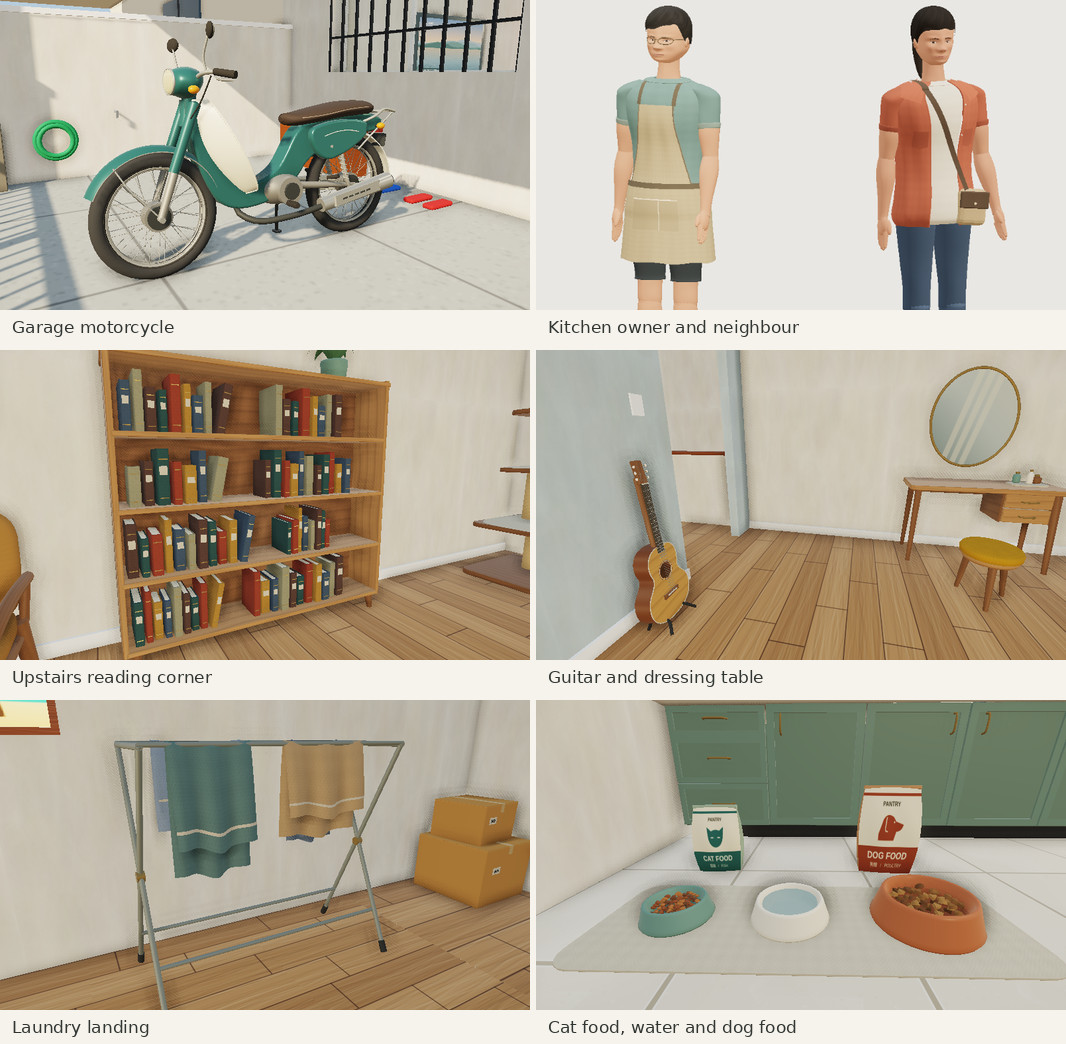 Garage motorcycle
Kitchen owner and neighbour
Upstairs reading corner
Guitar and dressing table
Laundry landing
PANTRY
CAT FOOD
PANTRY
DOG FOOD
Cat food, water and dog food